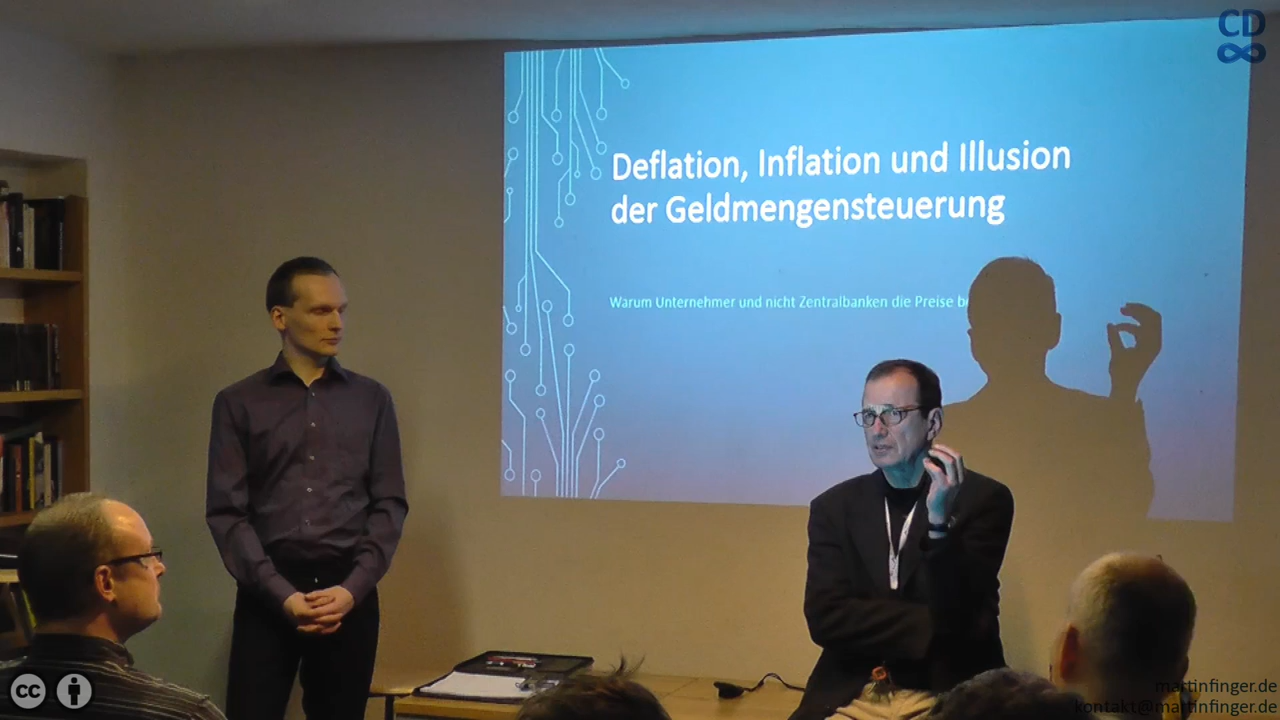 CD
Deflation, Inflation und Illusion
der Geldmengensteuerung
Warum Unternehmer und nicht Zentralbanken die Preise
cc
martinfinger.de
kontakt@martinfinger.de